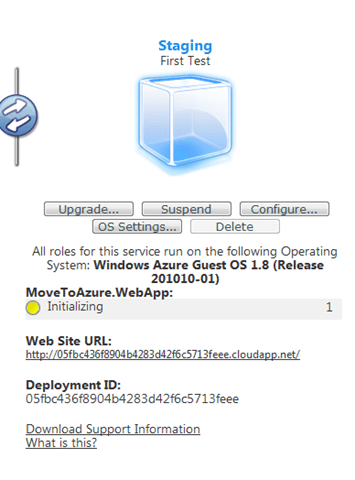 Staging
First Test
Upgrade...
Suspend
Configure...
OS Settings...
Delete
All roles for this service run on the following Operating
System: Windows Azure Guest OS 1.8 (Release
201010-01)
MoveToAzure.WebApp:
Initializing 1
Web Site URL:
http://05fbc436f8904b4283d42f6c5713feee.cloudapp.net/
Deployment ID:
05fbc436f8904b4283d42f6c5713feee
Download Support Information
What is this?